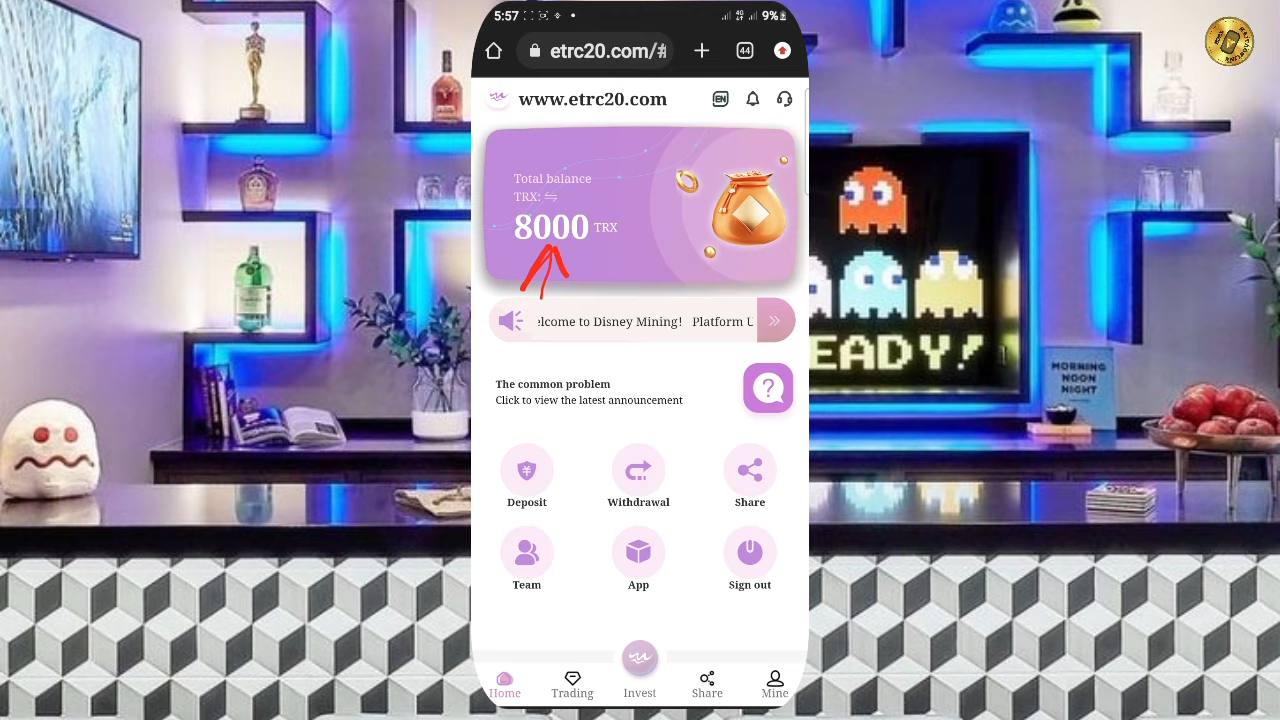 5:57
9%
44
etrc20.com/#
EN
www.etrc20.com
Total balance
TRX:
8000 TRX
elcome to Disney Mining! Platform U
The common problem
Click to view the latest announcement
Deposit
Withdrawal
Share
Team
App
Sign out
Home
Trading
Invest
Share
Mine
EADY!
MORNING
NOON
NIGHT